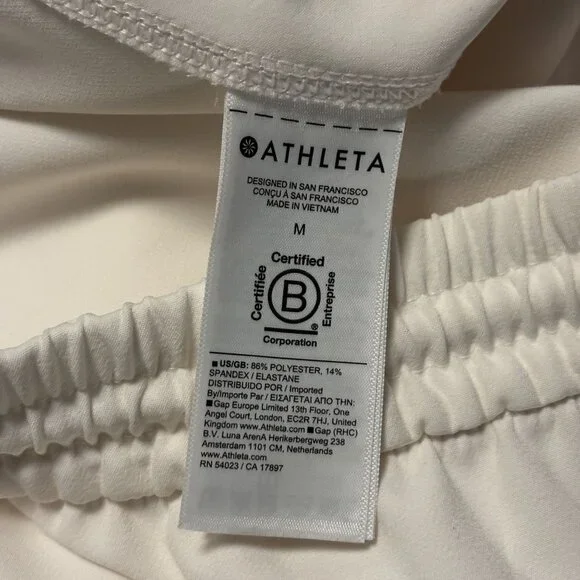 ATHLETA
DESIGNED IN SAN FRANCISCO
CONÇU À SAN FRANCISCO
MADE IN VIETNAM
M
Certified
Certifiée
B
Entreprise
®
Corporation
■ US/GB: 86% POLYESTER, 14%
SPANDEX / ELASTANE
DISTRIBUIDO POR / Imported
By/Importe Par / ΕΙΣΑΓΕΤΑΙ ΑΠΟ ΤΗΝ:
■ Gap Europe Limited 13th Floor, One
Angel Court, London, EC2R 7HJ, United
Kingdom www.Athleta.com ■ Gap (RHC)
B.V. Luna ArenA Herikerbergweg 238
Amsterdam 1101 CM, Netherlands
www.Athleta.com
RN 54023 / CA 17897